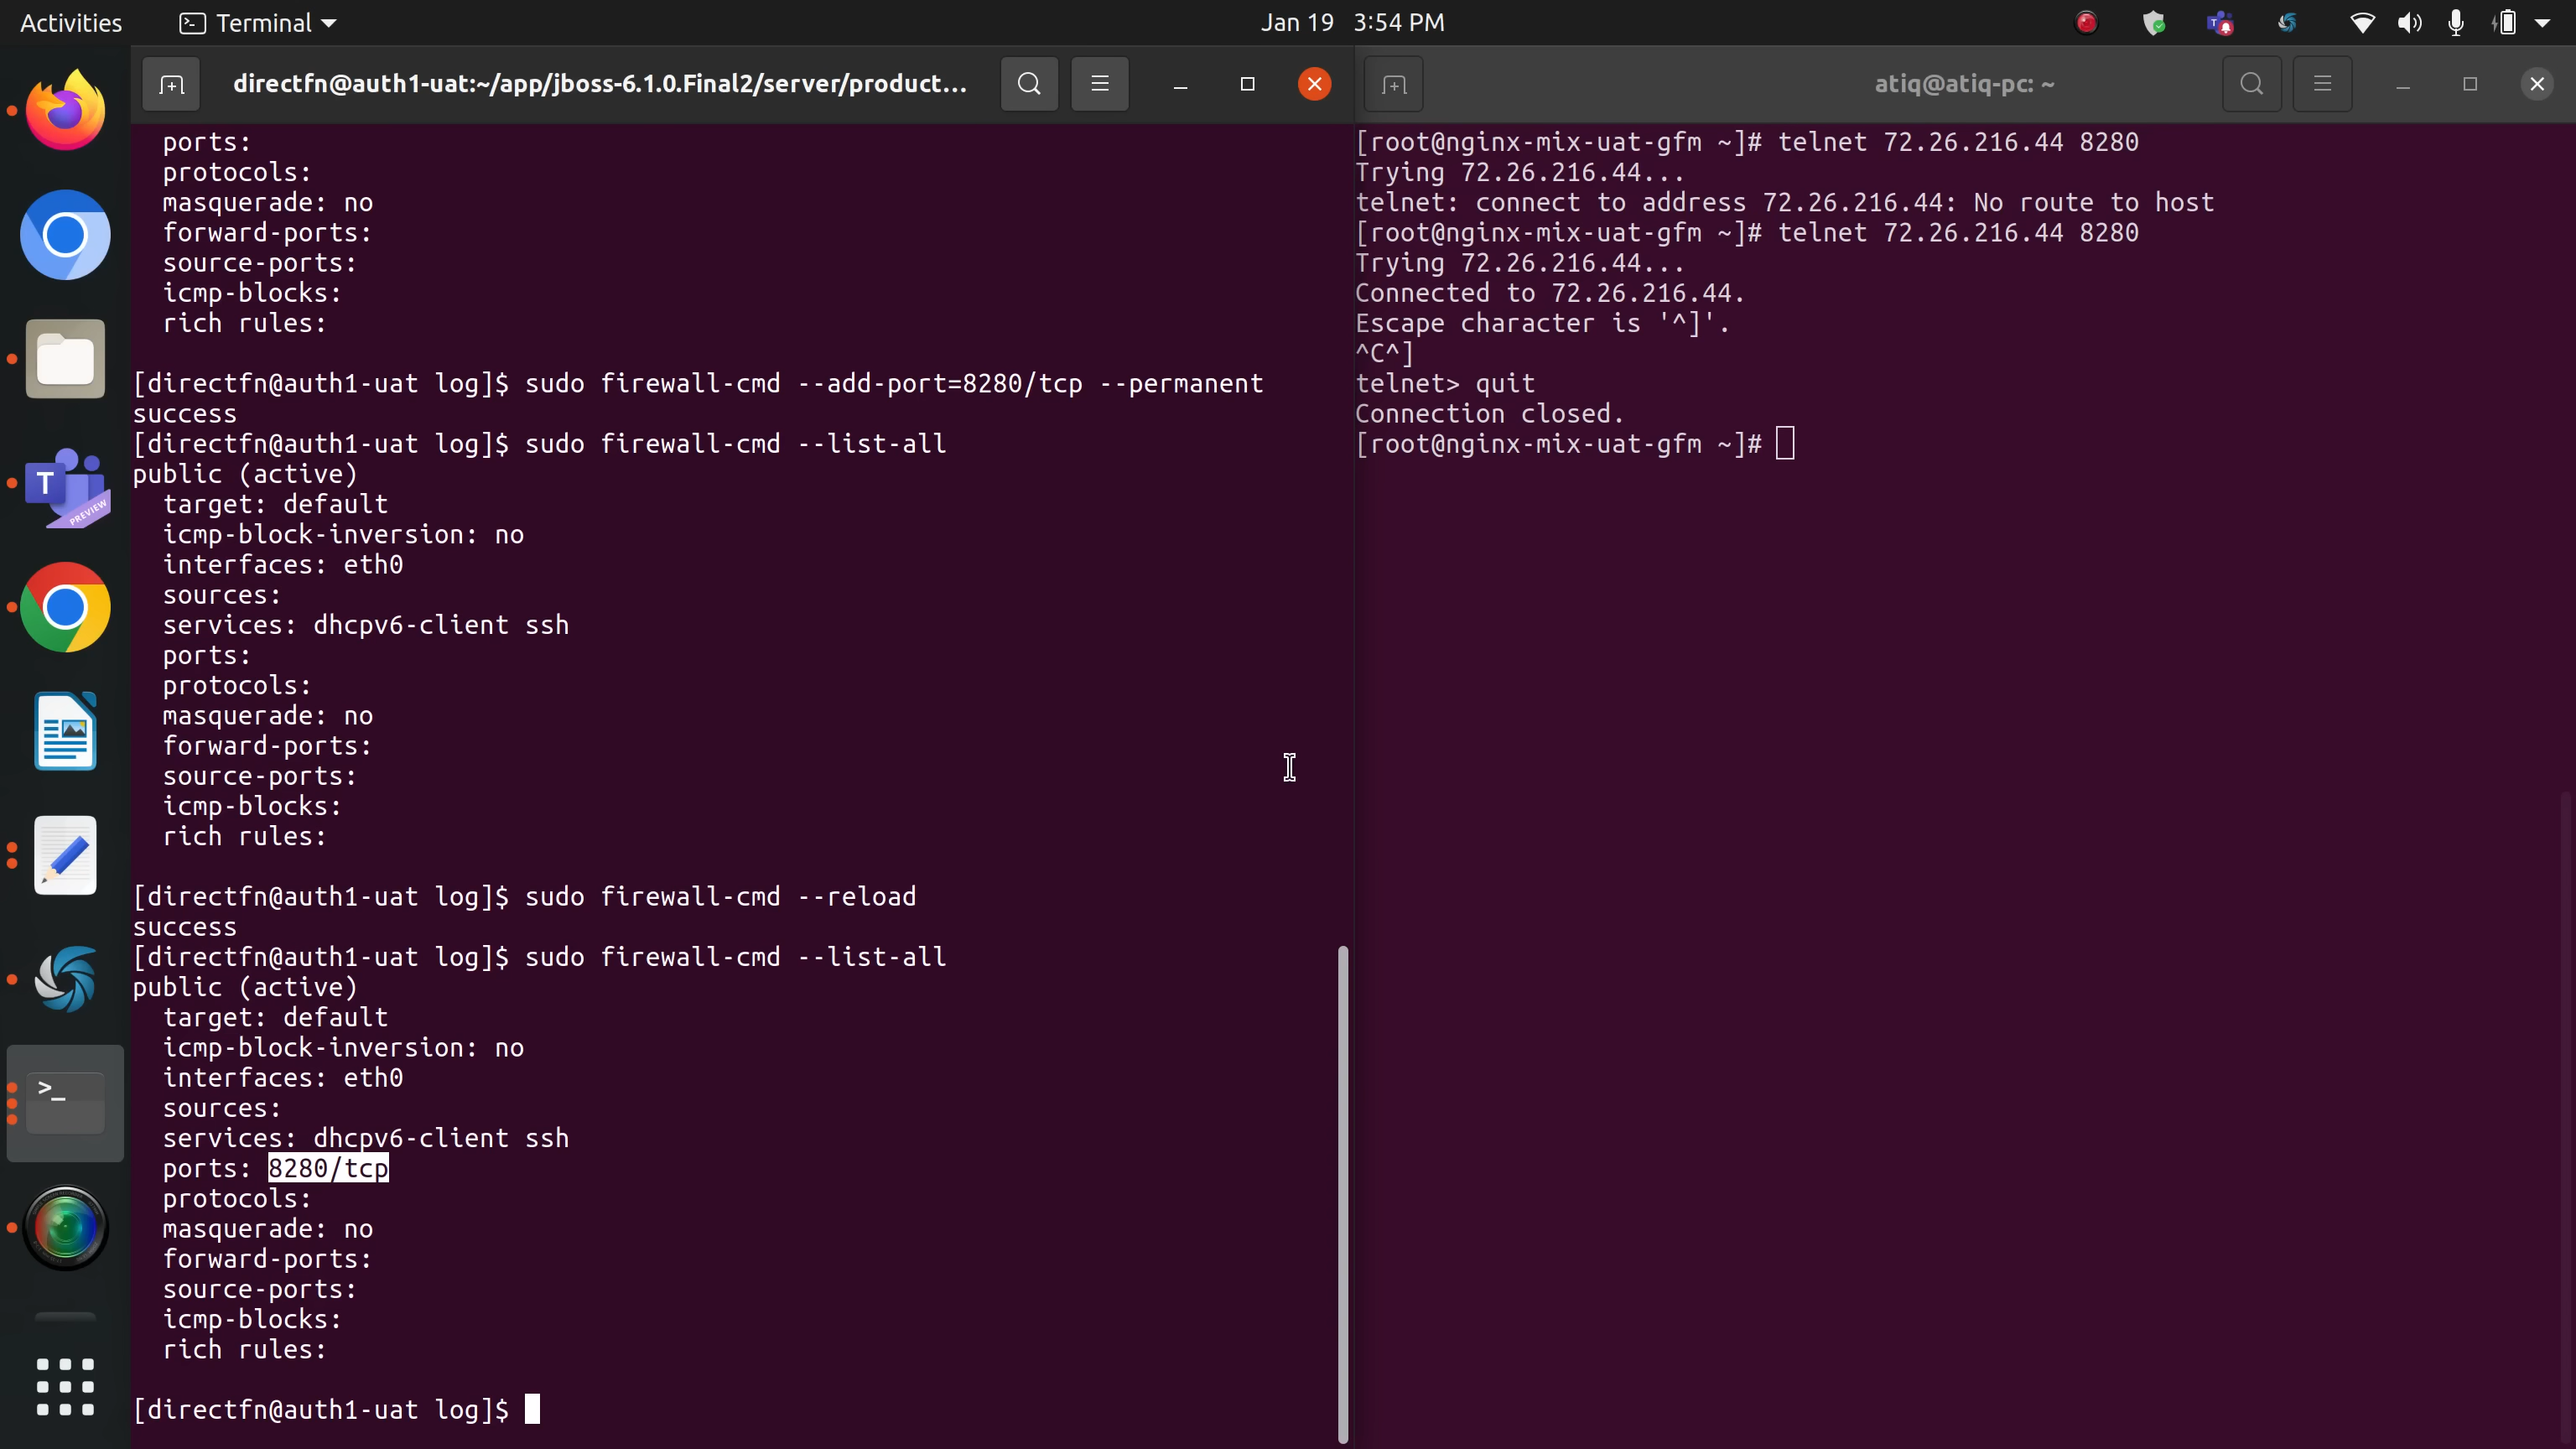 Activities
Terminal
Jan 19 3:54 PM
directfn@auth1-uat:~/app/jboss-6.1.0.Final2/server/product...
ports:
protocols:
masquerade: no
forward-ports:
source-ports:
icmp-blocks:
rich rules:
[directfn@auth1-uat log]$ sudo firewall-cmd --add-port=8280/tcp --permanent
success
[directfn@auth1-uat log]$ sudo firewall-cmd --list-all
public (active)
target: default
icmp-block-inversion: no
interfaces: eth0
sources:
services: dhcpv6-client ssh
ports:
protocols:
masquerade: no
forward-ports:
source-ports:
icmp-blocks:
rich rules:
[directfn@auth1-uat log]$ sudo firewall-cmd --reload
success
[directfn@auth1-uat log]$ sudo firewall-cmd --list-all
public (active)
target: default
icmp-block-inversion: no
interfaces: eth0
sources:
services: dhcpv6-client ssh
ports: 8280/tcp
protocols:
masquerade: no
forward-ports:
source-ports:
icmp-blocks:
rich rules:
[directfn@auth1-uat log]$
atiq@atiq-pc: ~
[root@nginx-mix-uat-gfm ~]# telnet 72.26.216.44 8280
Trying 72.26.216.44...
telnet: connect to address 72.26.216.44: No route to host
[root@nginx-mix-uat-gfm ~]# telnet 72.26.216.44 8280
Trying 72.26.216.44...
Connected to 72.26.216.44.
Escape character is '^]'.
^C^]
telnet> quit
Connection closed.
[root@nginx-mix-uat-gfm ~]#
T
PREVIEW
>_